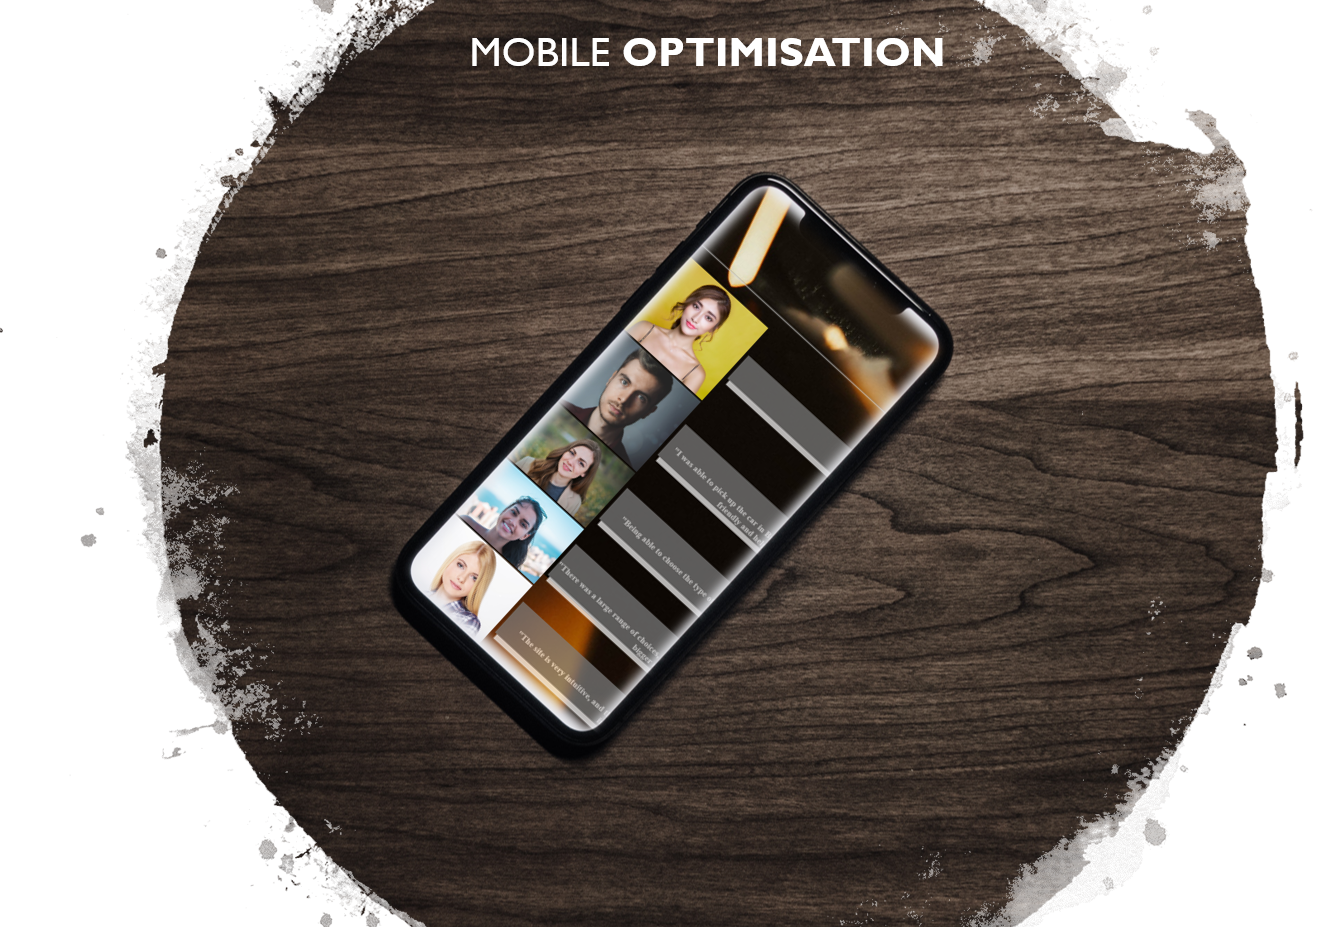 MOBILE OPTIMISATION
"I was able to pick up the car in
friendly and
"Being able to choose the type
"There was a large range of choices
bigge
"The site is very intuitive, and